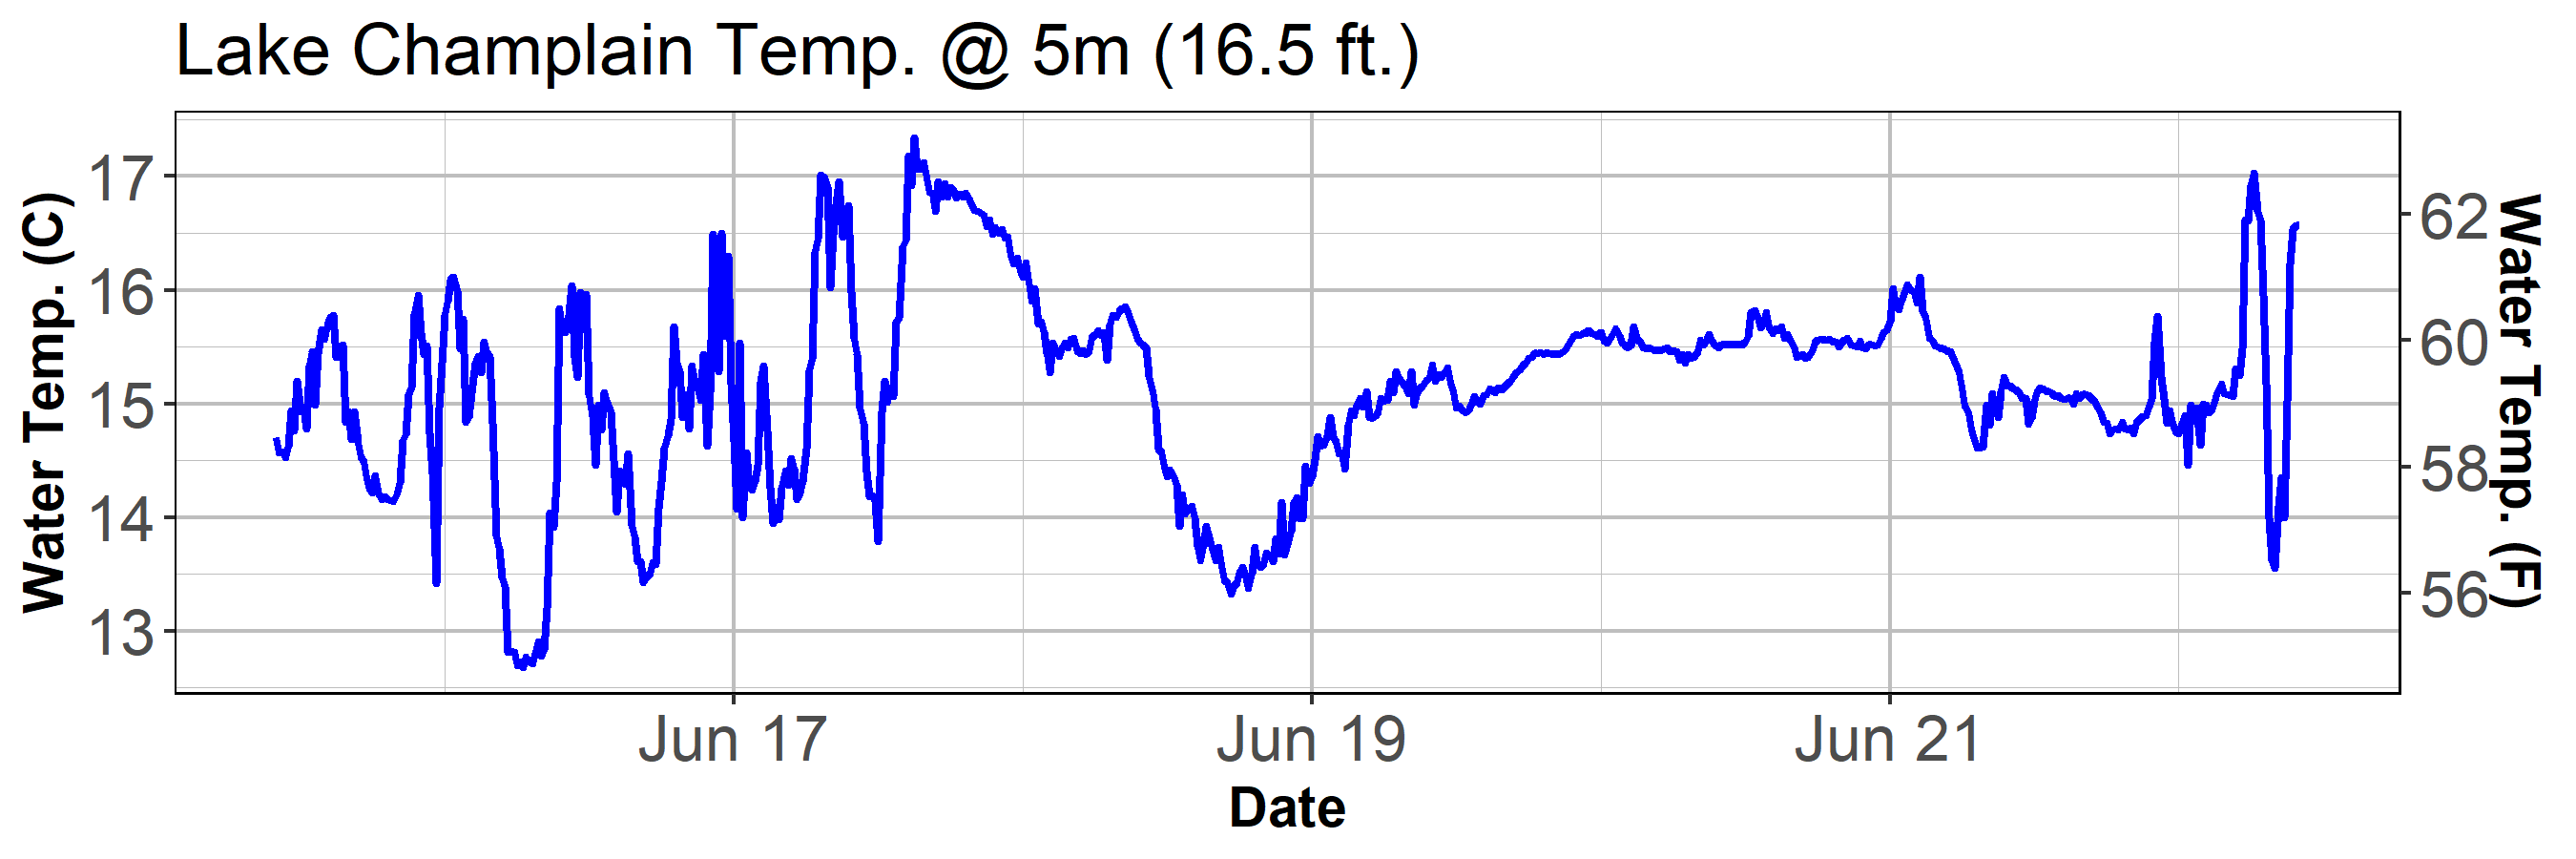 Lake Champlain Temp. @ 5m (16.5 ft.)
Water Temp. (C)
17
16
15
14
13
62
60
58
56
Water Temp. (F)
Jun 17
Jun 19
Jun 21
Date